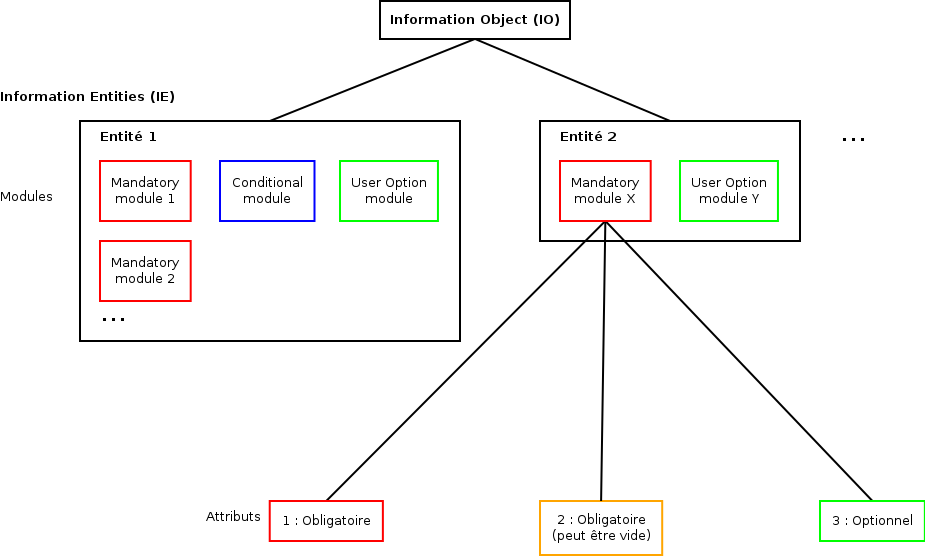 Information Object (IO)
Information Entities (IE)
Entité 1
Entité 2
...
Modules
Mandatory
module 1
Conditional
module
User Option
module
Mandatory
module X
User Option
module Y
Mandatory
module 2
...
Attributs
1 : Obligatoire
2 : Obligatoire
(peut être vide)
3 : Optionnel